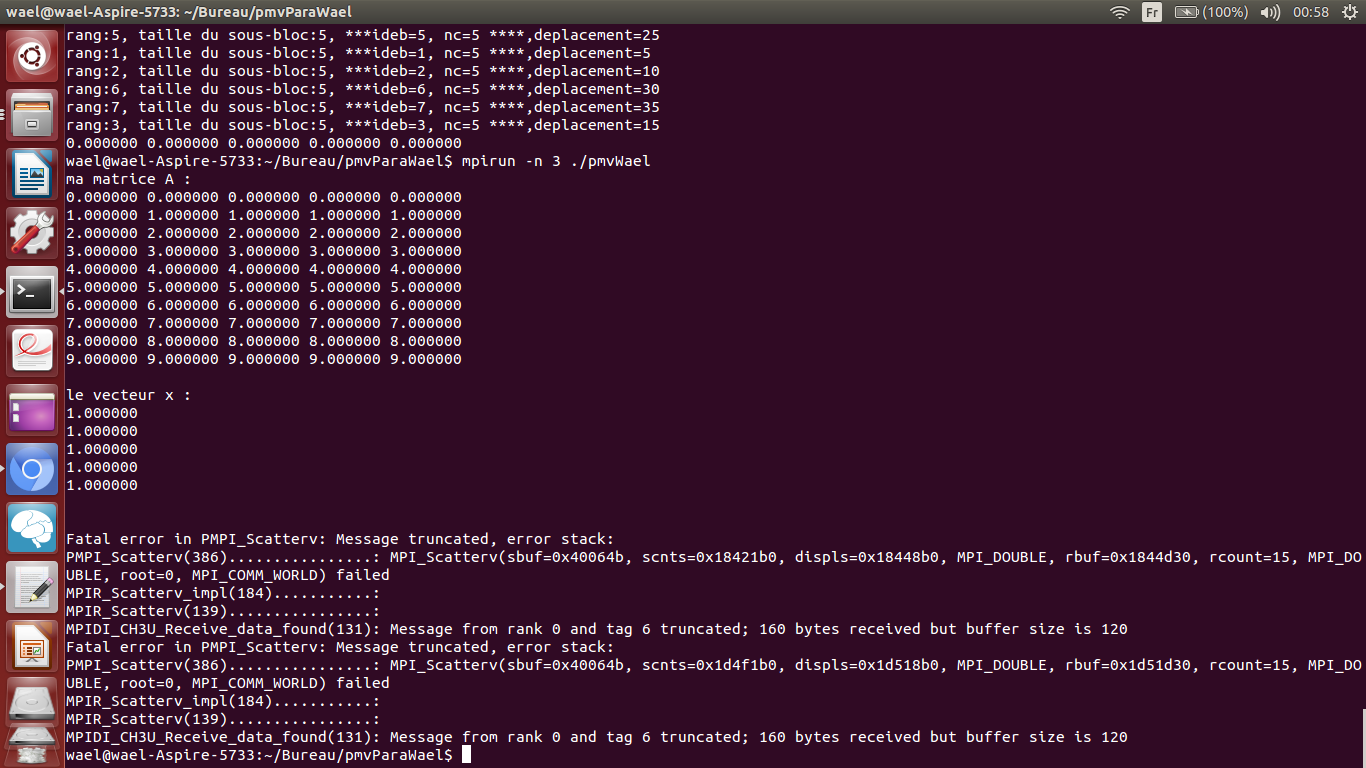 wael@wael-Aspire-5733: ~/Bureau/pmvParaWael
Fr (100%) 00:58
rang:5, taille du sous-bloc:5, ***ideb=5, nc=5 ****,deplacement=25
rang:1, taille du sous-bloc:5, ***ideb=1, nc=5 ****,deplacement=5
rang:2, taille du sous-bloc:5, ***ideb=2, nc=5 ****,deplacement=10
rang:6, taille du sous-bloc:5, ***ideb=6, nc=5 ****,deplacement=30
rang:7, taille du sous-bloc:5, ***ideb=7, nc=5 ****,deplacement=35
rang:3, taille du sous-bloc:5, ***ideb=3, nc=5 ****,deplacement=15
0.000000 0.000000 0.000000 0.000000 0.000000
wael@wael-Aspire-5733:~/Bureau/pmvParaWael$ mpirun -n 3 ./pmvWael
ma matrice A :
0.000000 0.000000 0.000000 0.000000 0.000000
1.000000 1.000000 1.000000 1.000000 1.000000
2.000000 2.000000 2.000000 2.000000 2.000000
3.000000 3.000000 3.000000 3.000000 3.000000
4.000000 4.000000 4.000000 4.000000 4.000000
5.000000 5.000000 5.000000 5.000000 5.000000
6.000000 6.000000 6.000000 6.000000 6.000000
7.000000 7.000000 7.000000 7.000000 7.000000
8.000000 8.000000 8.000000 8.000000 8.000000
9.000000 9.000000 9.000000 9.000000 9.000000
le vecteur x :
1.000000
1.000000
1.000000
1.000000
1.000000
Fatal error in PMPI_Scatterv: Message truncated, error stack:
PMPI_Scatterv(386)................: MPI_Scatterv(sbuf=0x40064b, scnts=0x18421b0, displs=0x18448b0, MPI_DOUBLE, rbuf=0x1844d30, rcount=15, MPI_DO
UBLE, root=0, MPI_COMM_WORLD) failed
MPIR_Scatterv_impl(184)...........:
MPIR_Scatterv(139)................:
MPIDI_CH3U_Receive_data_found(131): Message from rank 0 and tag 6 truncated; 160 bytes received but buffer size is 120
Fatal error in PMPI_Scatterv: Message truncated, error stack:
PMPI_Scatterv(386)................: MPI_Scatterv(sbuf=0x40064b, scnts=0x1d4f1b0, displs=0x1d518b0, MPI_DOUBLE, rbuf=0x1d51d30, rcount=15, MPI_DO
UBLE, root=0, MPI_COMM_WORLD) failed
MPIR_Scatterv_impl(184)...........:
MPIR_Scatterv(139)................:
MPIDI_CH3U_Receive_data_found(131): Message from rank 0 and tag 6 truncated; 160 bytes received but buffer size is 120
wael@wael-Aspire-5733:~/Bureau/pmvParaWael$